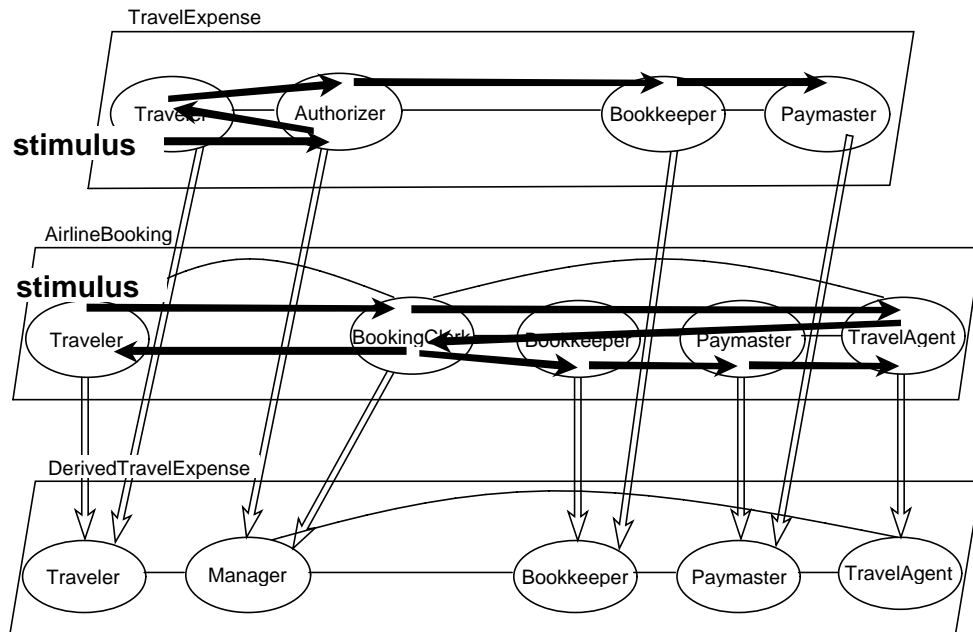 TravelExpense
Traveler
Authorizer
Bookkeeper
Paymaster
stimulus
AirlineBooking
stimulus
Traveler
BookingClerk
Bookkeeper
Paymaster
TravelAgent
DerivedTravelExpense
Traveler
Manager
Bookkeeper
Paymaster
TravelAgent